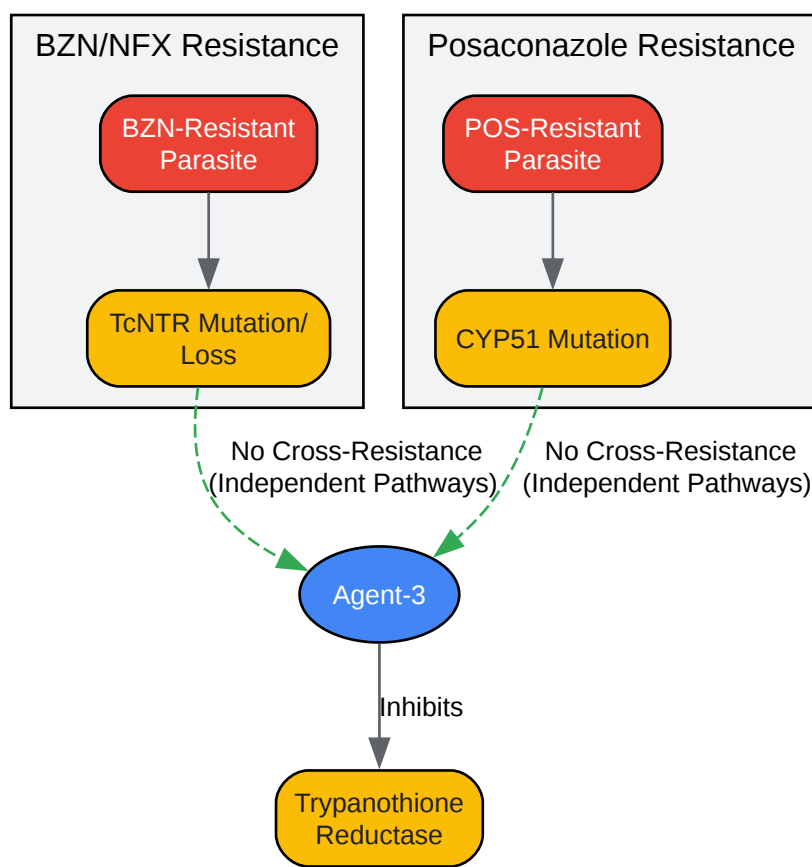 BZN/NFX Resistance
BZN-Resistant
Parasite
TcNTR Mutation/
Loss
Posaconazole Resistance
POS-Resistant
Parasite
CYP51 Mutation
No Cross-Resistance
(Independent Pathways)
No Cross-Resistance
(Independent Pathways)
Agent-3
Inhibits
Trypanothione
Reductase